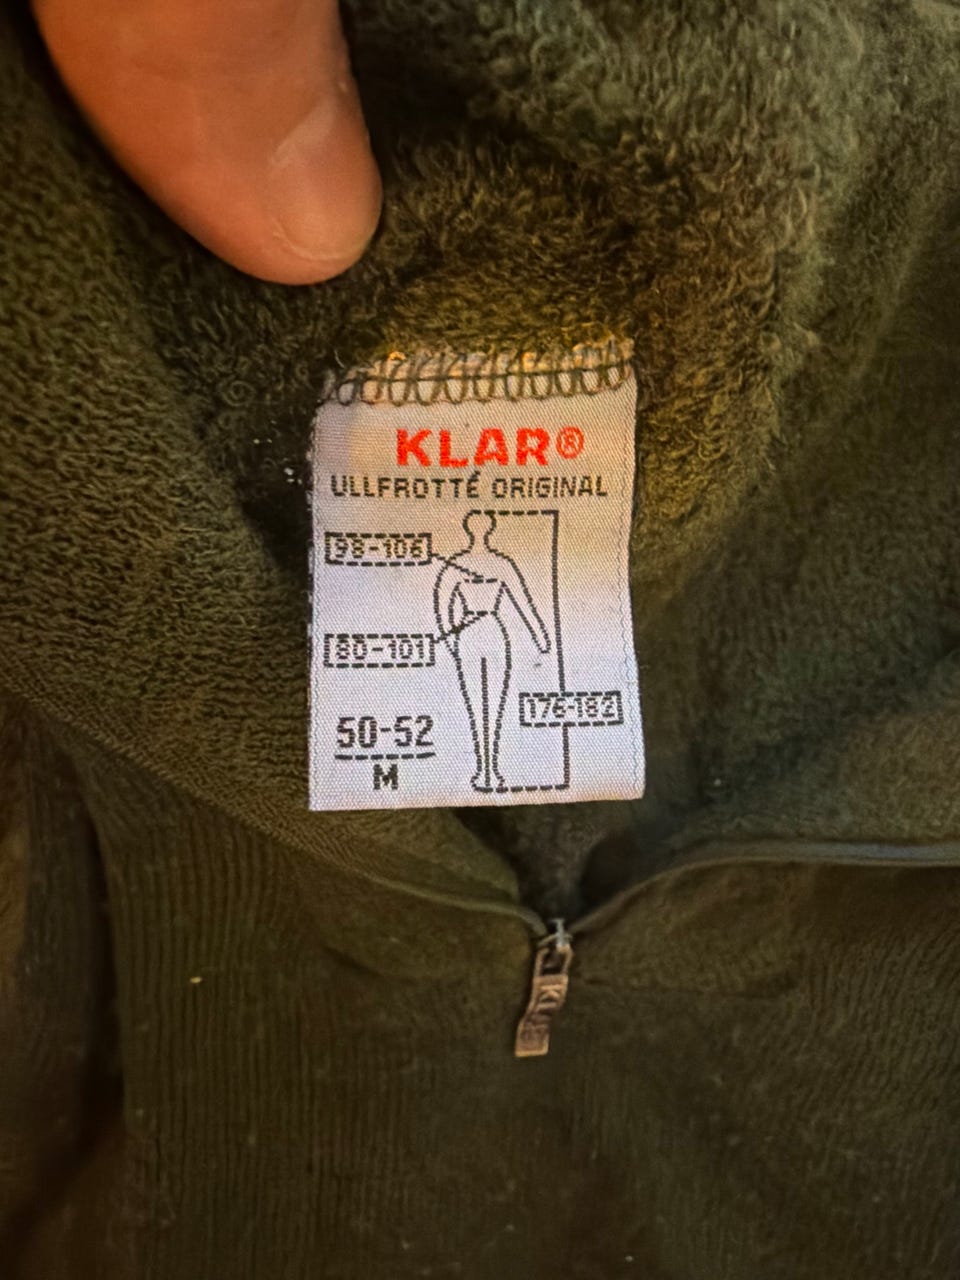 KLAR®
ULLFROTTÉ ORIGINAL
98-106
80-101
176-182
50-52
M